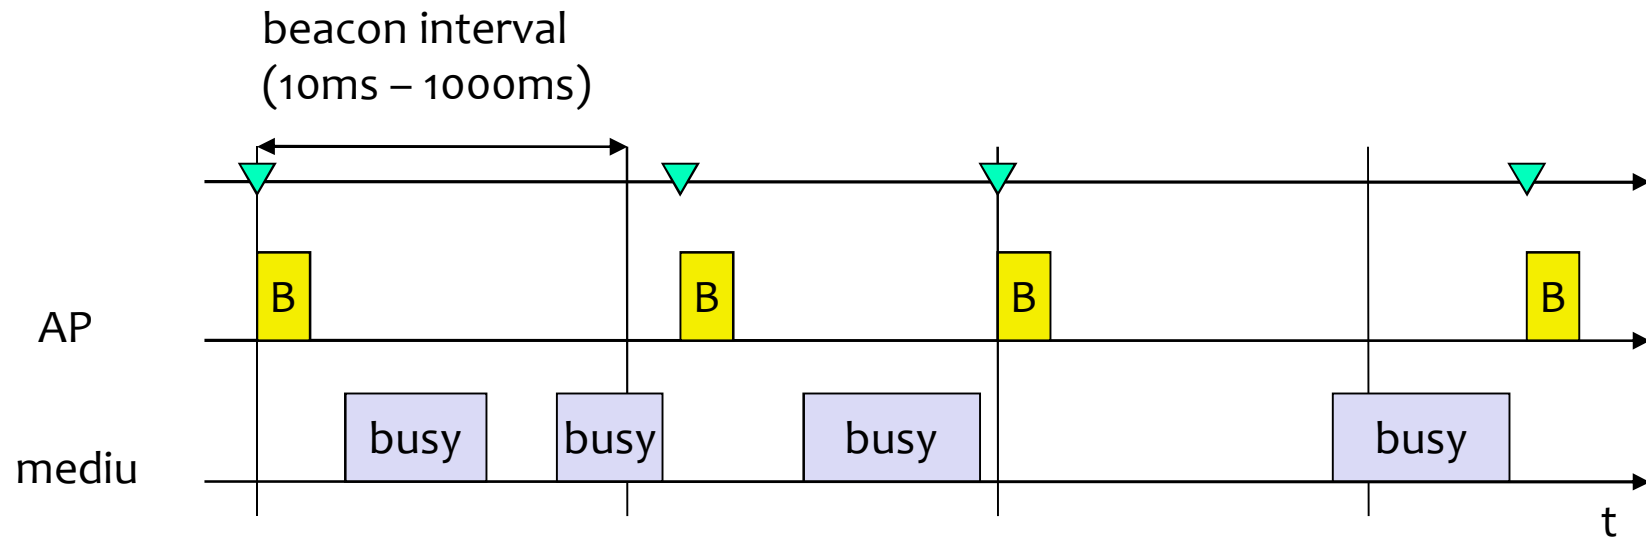 beacon interval
(10ms – 1000ms)
B
B
B
B
AP
busy
busy
busy
busy
mediu
t